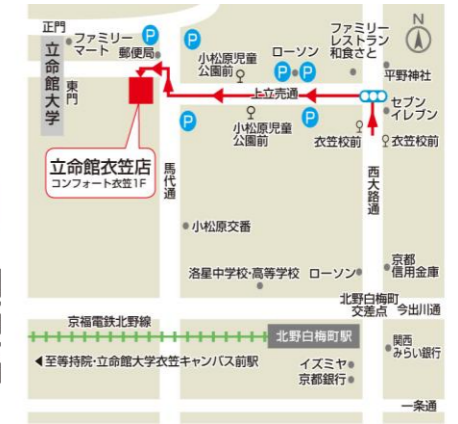 正門
ファミリー
マート
郵便局
P
P
小松原児童
公園前
ローソン
P
P
ファミリー
レストラン
和食さと
N
平野神社
立命館大学
東門
上立売通
セブン
イレブン
P
小松原児童
公園前
P
衣笠校前
衣笠校前
立命館衣笠店
コンフォート衣笠1F
馬代通
西大路通
小松原交番
洛星中学校・高等学校
ローソン
京都
信用金庫
北野白梅町
交差点
今出川通
京福電鉄北野線
北野白梅町駅
関西
みらい銀行
◀至等持院・立命館大学衣笠キャンパス前駅
イズミヤ
京都銀行
一条通